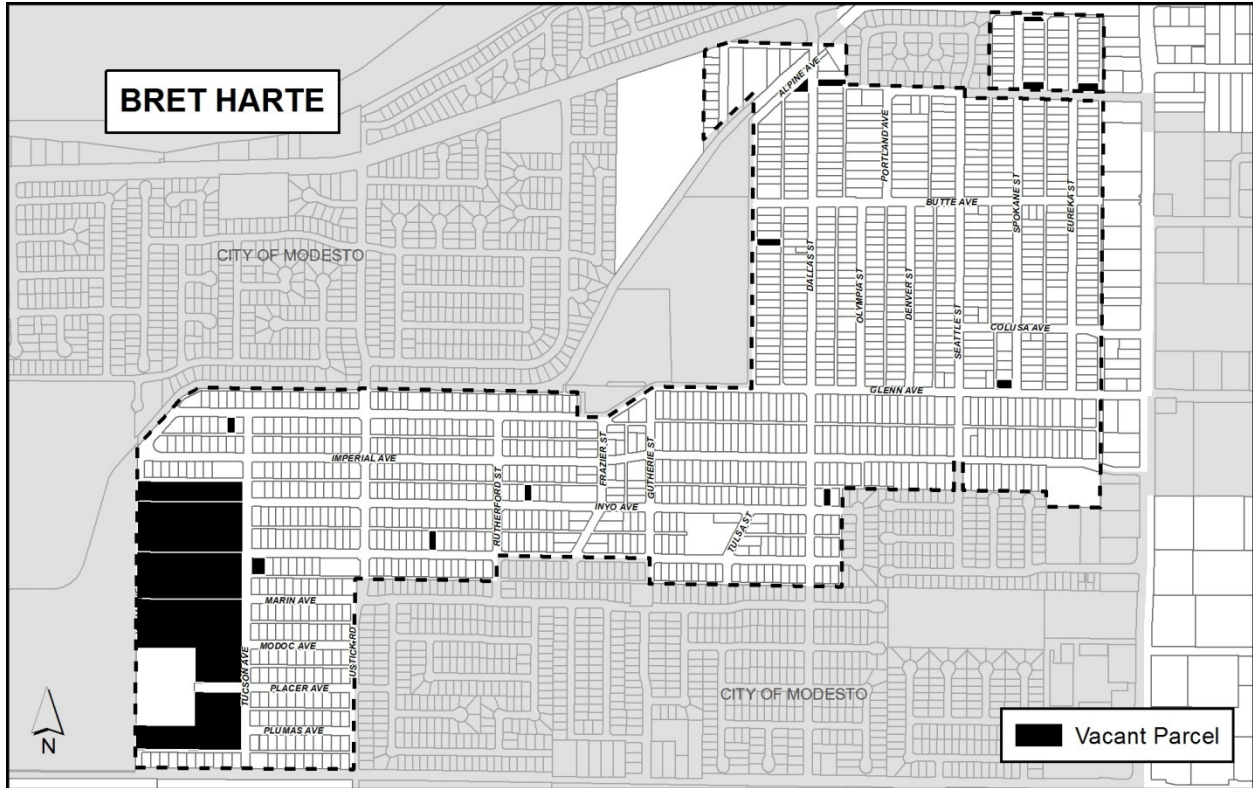 BRET HARTE
ALPINE AVE
PORTLAND AVE
BUTTE AVE
SPOKANE ST
EUREKA ST
CITY OF MODESTO
DALLAS ST
OLYMPIA ST
DENVER ST
SEATTLE ST
COLUSA AVE
GLENN AVE
IMPERIAL AVE
RUTHERFORD ST
FRAZIER ST
GUTHERIE ST
INYO AVE
TULSA ST
MARIN AVE
MODOC AVE
USTICK RD
TUCSON AVE
PLACER AVE
PLUMAS AVE
CITY OF MODESTO
N
Vacant Parcel